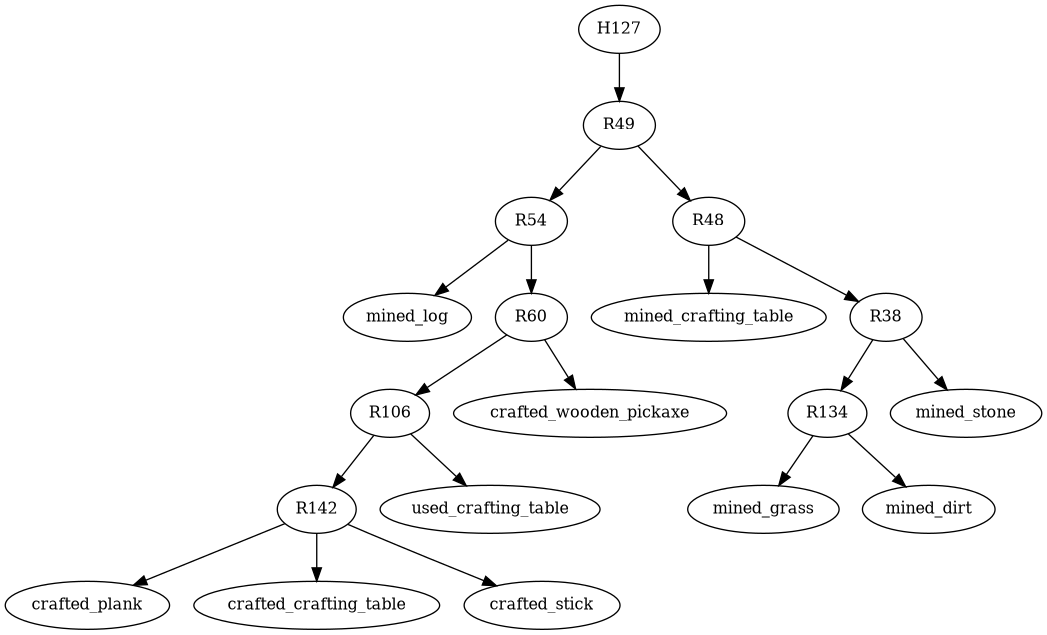 H127
R49
R54
R48
mined_log
R60
mined_crafting_table
R38
R106
crafted_wooden_pickaxe
R134
mined_stone
R142
used_crafting_table
mined_grass
mined_dirt
crafted_plank
crafted_crafting_table
crafted_stick